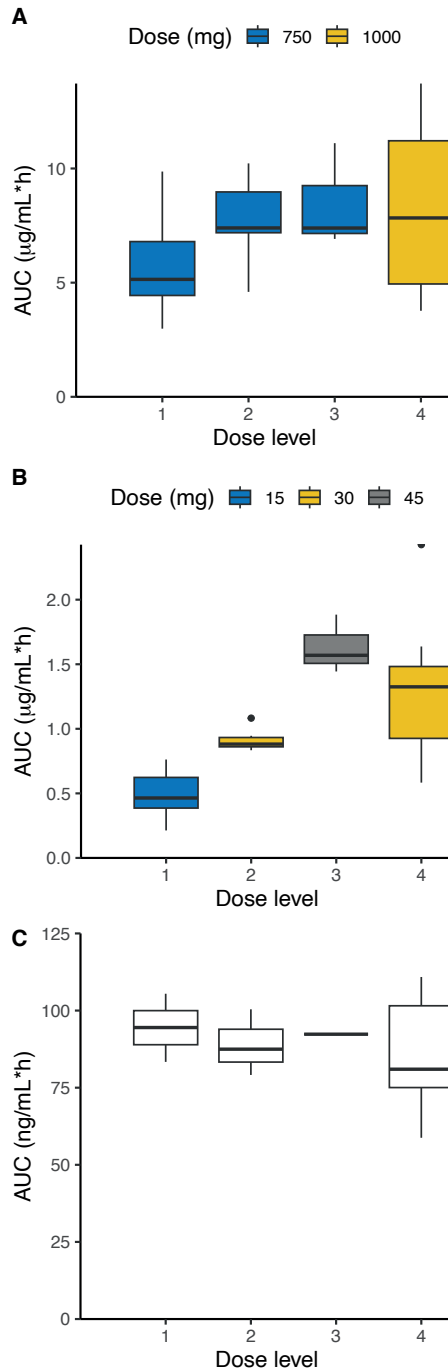 A
Dose (mg) 750 1000
10
5
0
AUC (μg/mL*h)
1 2 3 4
Dose level
B
Dose (mg) 15 30 45
2.0
1.5
1.0
0.5
0.0
AUC (μg/mL*h)
1 2 3 4
Dose level
C
125
100
75
50
25
0
AUC (ng/mL*h)
1 2 3 4
Dose level